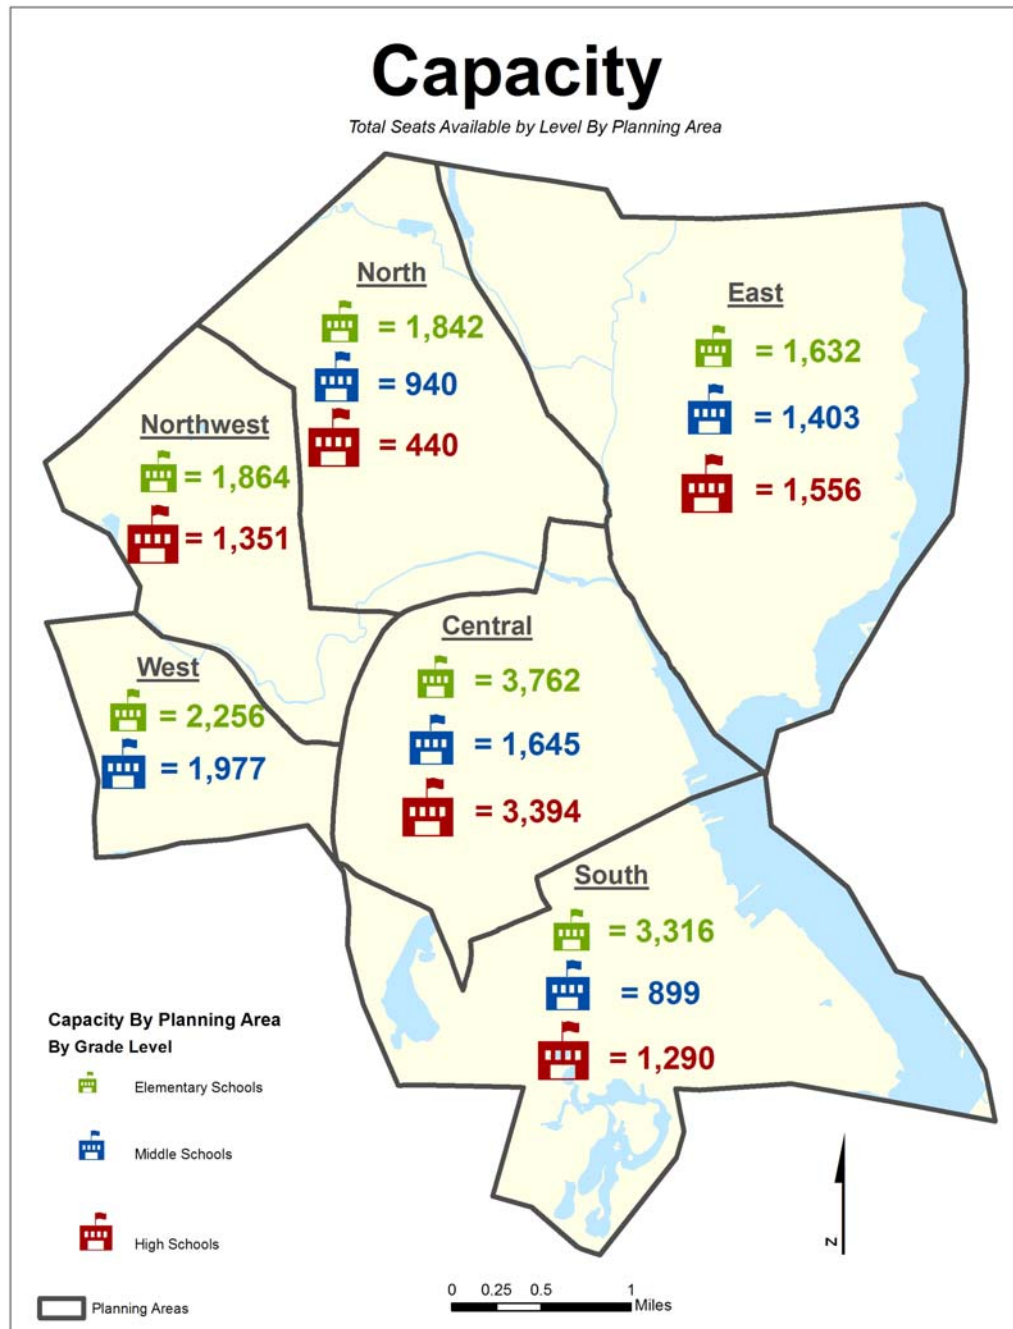 Capacity
Total Seats Available by Level By Planning Area
North
= 1,842
= 940
= 440
East
= 1,632
= 1,403
= 1,556
Northwest
= 1,864
= 1,351
Central
= 3,762
= 1,645
= 3,394
West
= 2,256
= 1,977
South
= 3,316
= 899
= 1,290
Capacity By Planning Area
By Grade Level
Elementary Schools
Middle Schools
High Schools
Planning Areas
0 0.25 0.5 1
Miles
N